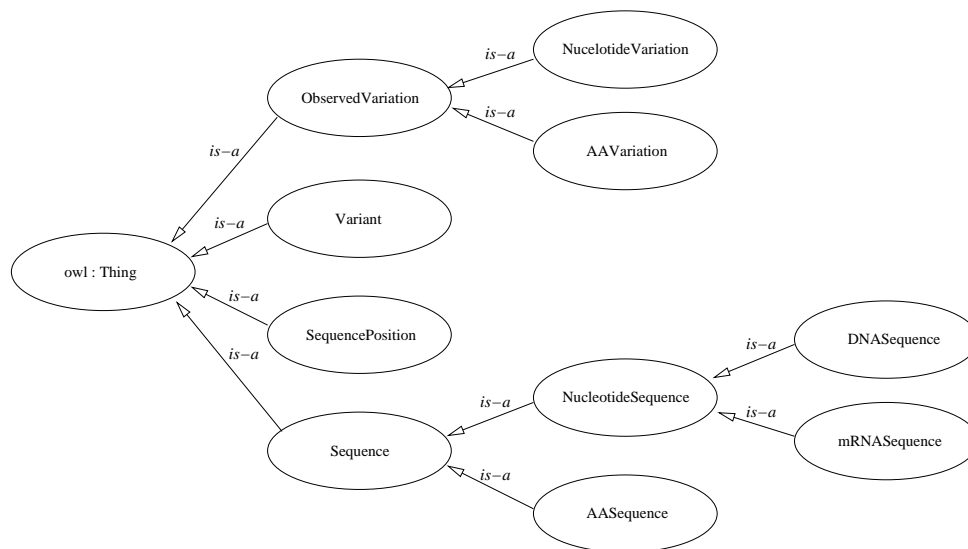 NucelotideVariation
is-a
ObservedVariation
is-a
AAVariation
is-a
Variant
is-a
owl : Thing
is-a
SequencePosition
is-a
DNASequence
is-a
NucleotideSequence
is-a
is-a
mRNASequence
Sequence
is-a
AASequence